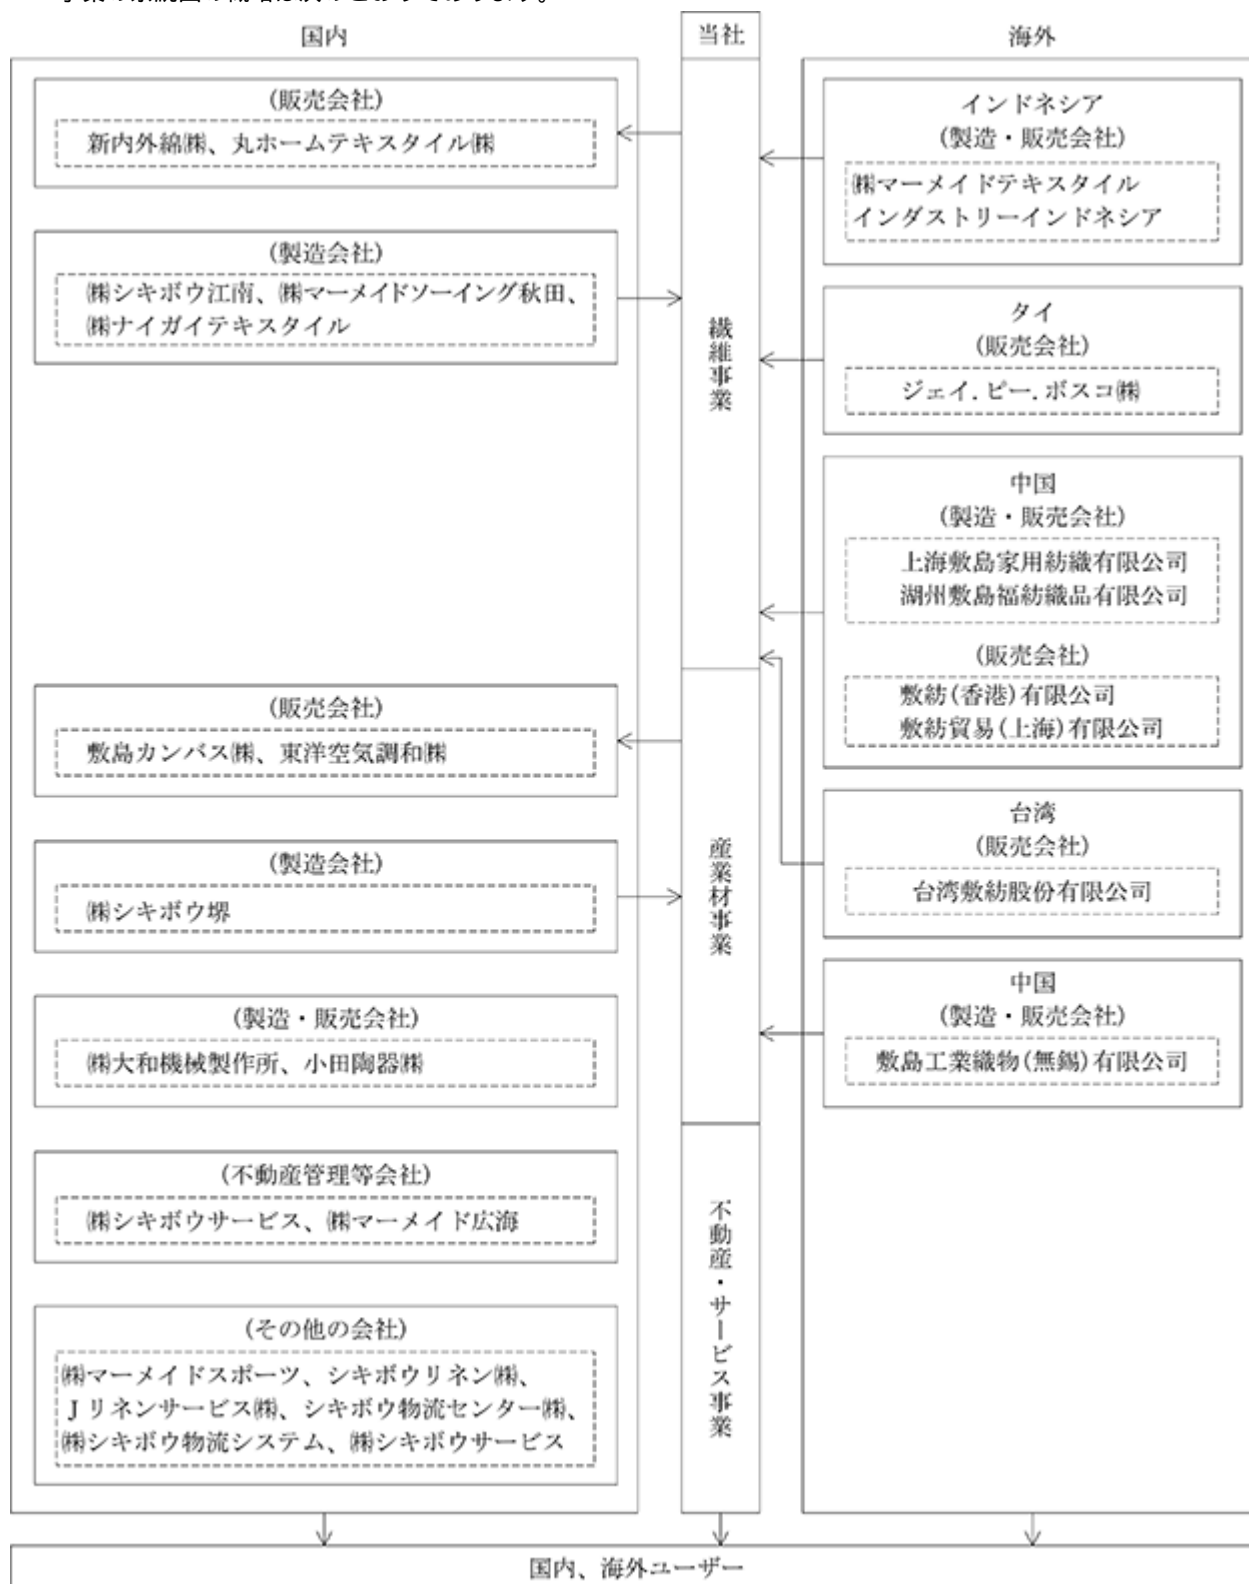 事業の系統図の概略は次のとおりであります。
国内
当社
海外
(販売会社)
新内外綿㈱、丸ホームテキスタイル㈱
(製造会社)
㈱シキボウ江南、㈱マーメイドソーイング秋田、
㈱ナイガイテキスタイル
(販売会社)
敷島カンバス㈱、東洋空気調和㈱
(製造会社)
㈱シキボウ堺
(製造・販売会社)
㈱大和機械製作所、小田陶器㈱
(不動産管理等会社)
㈱シキボウサービス、㈱マーメイド広海
(その他の会社)
㈱マーメイドスポーツ、シキボウリネン㈱、
Jリネンサービス㈱、シキボウ物流センター㈱、
㈱シキボウ物流システム、㈱シキボウサービス
繊維事業
産業材事業
不動産・サービス事業
インドネシア
(製造・販売会社)
㈱マーメイドテキスタイル
インダストリーインドネシア
タイ
(販売会社)
ジェイ.ピー.ボスコ㈱
中国
(製造・販売会社)
上海敷島家用紡織有限公司
湖州敷島福紡織品有限公司
(販売会社)
敷紡(香港)有限公司
敷紡貿易(上海)有限公司
台湾
(販売会社)
台湾敷紡股份有限公司
中国
(製造・販売会社)
敷島工業織物(無錫)有限公司
国内、海外ユーザー